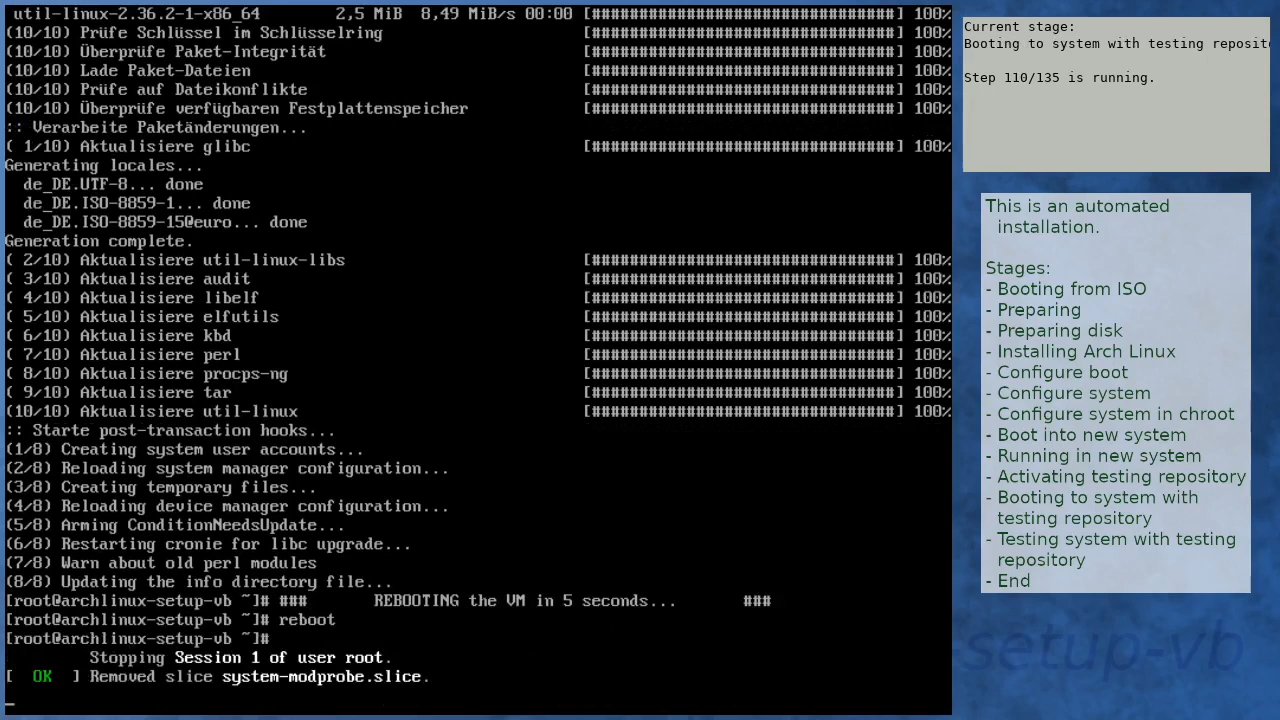 util-linux-2.36.2-1-x86_64 2,5 MiB 8,49 MiB/s 00:00 [################################] 100%
(10/10) Prüfe Schlüssel im Schlüsselring [################################] 100%
(10/10) Überprüfe Paket-Integrität [################################] 100%
(10/10) Lade Paket-Dateien [################################] 100%
(10/10) Prüfe auf Dateikonflikte [################################] 100%
(10/10) Überprüfe verfügbaren Festplattenspeicher [################################] 100%
:: Verarbeite Paketänderungen...
( 1/10) Aktualisiere glibc [################################] 100%
Generating locales...
de_DE.UTF-8... done
de_DE.ISO-8859-1... done
de_DE.ISO-8859-15@euro... done
Generation complete.
( 2/10) Aktualisiere util-linux-libs [################################] 100%
( 3/10) Aktualisiere audit [################################] 100%
( 4/10) Aktualisiere libelf [################################] 100%
( 5/10) Aktualisiere elfutils [################################] 100%
( 6/10) Aktualisiere kbd [################################] 100%
( 7/10) Aktualisiere perl [################################] 100%
( 8/10) Aktualisiere procps-ng [################################] 100%
( 9/10) Aktualisiere tar [################################] 100%
(10/10) Aktualisiere util-linux [################################] 100%
:: Starte post-transaction hooks...
(1/8) Creating system user accounts...
(2/8) Reloading system manager configuration...
(3/8) Creating temporary files...
(4/8) Reloading device manager configuration...
(5/8) Arming ConditionNeedsUpdate...
(6/8) Restarting cronie for libc upgrade...
(7/8) Warn about old perl modules
(8/8) Updating the info directory file...
[root@archlinux-setup-vb ~]# ### REBOOTING the VM in 5 seconds... ###
[root@archlinux-setup-vb ~]# reboot
[root@archlinux-setup-vb ~]#
Stopping Session 1 of user root.
[ OK ] Removed slice system-modprobe.slice.
Current stage:
Booting to system with testing reposit
Step 110/135 is running.
This is an automated
installation.
Stages:
- Booting from ISO
- Preparing
- Preparing disk
- Installing Arch Linux
- Configure boot
- Configure system
- Configure system in chroot
- Boot into new system
- Running in new system
- Activating testing repository
- Booting to system with
testing repository
- Testing system with testing
repository
- End
-setup-vb